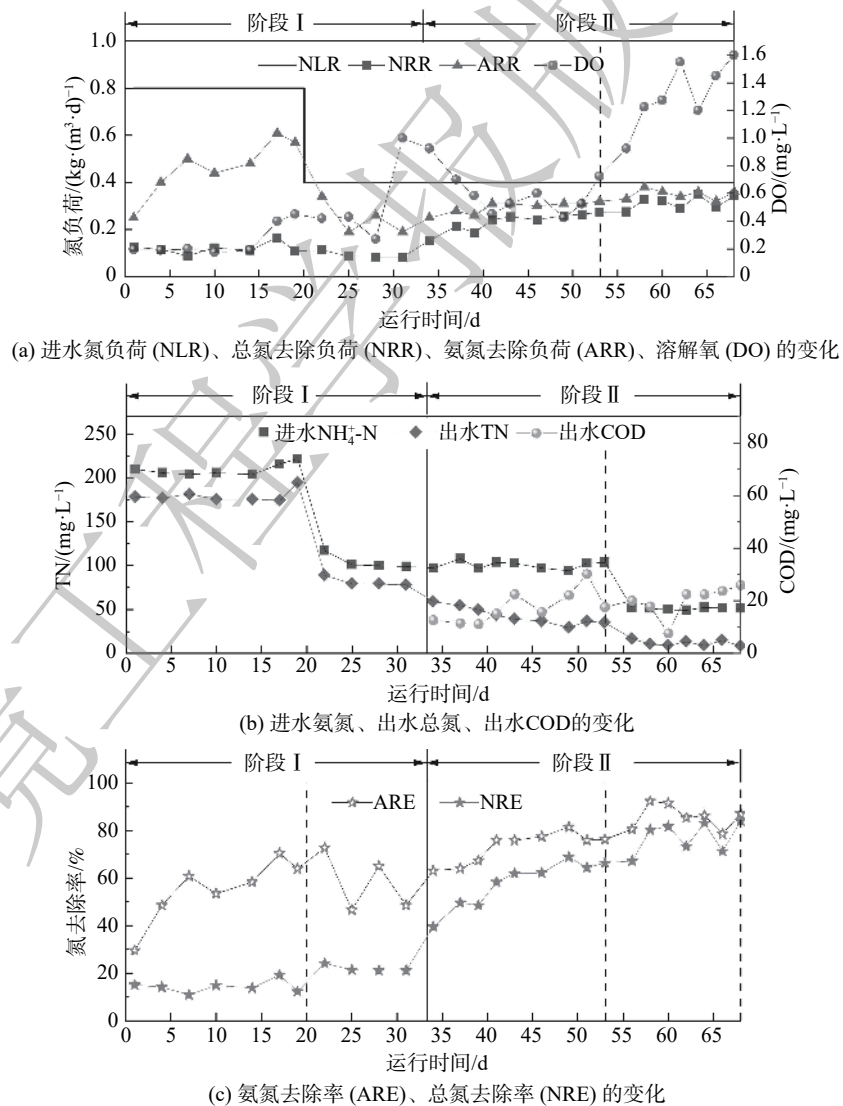 阶段Ⅰ 阶段Ⅱ
NLR NRR ARR DO
氮负荷/(kg·(m³·d)⁻¹)
1.0
0.8
0.6
0.4
0.2
0
DO/(mg·L⁻¹)
1.6
1.4
1.2
1.0
0.8
0.6
0.4
0.2
0
0 5 10 15 20 25 30 35 40 45 50 55 60 65
运行时间/d
(a) 进水氮负荷 (NLR)、总氮去除负荷 (NRR)、氨氮去除负荷 (ARR)、溶解氧 (DO) 的变化
阶段Ⅰ 阶段Ⅱ
进水NH₄⁺-N 出水TN 出水COD
TN/(mg·L⁻¹)
250
200
150
100
50
0
COD/(mg·L⁻¹)
80
60
40
20
0
0 5 10 15 20 25 30 35 40 45 50 55 60 65
运行时间/d
(b) 进水氨氮、出水总氮、出水COD的变化
阶段Ⅰ 阶段Ⅱ
ARE NRE
氮去除率/%
100
80
60
40
20
0
0 5 10 15 20 25 30 35 40 45 50 55 60 65
运行时间/d
(c) 氨氮去除率 (ARE)、总氮去除率 (NRE) 的变化
工程学报版